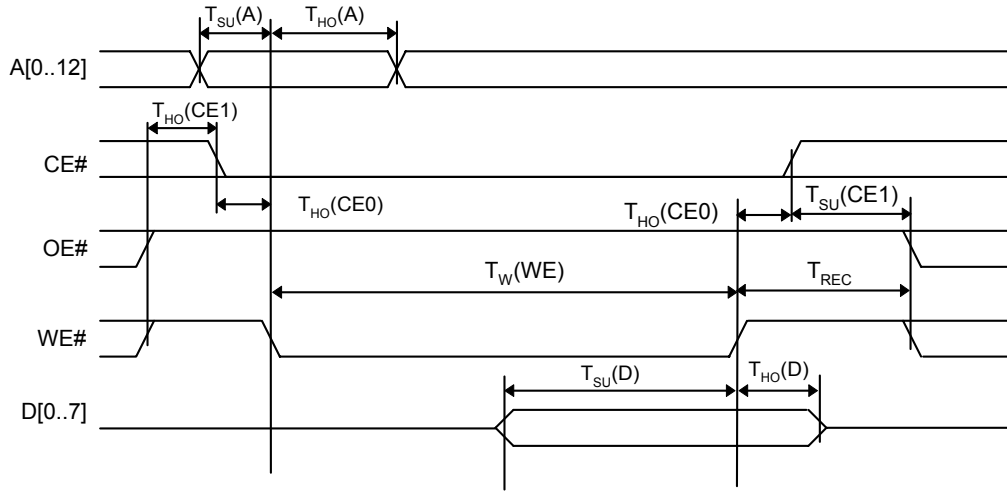 T_SU(A) T_HO(A)
A[0..12]
T_HO(CE1)
CE#
T_HO(CE0) T_HO(CE0) T_SU(CE1)
OE#
T_W(WE) T_REC
WE#
T_SU(D) T_HO(D)
D[0..7]